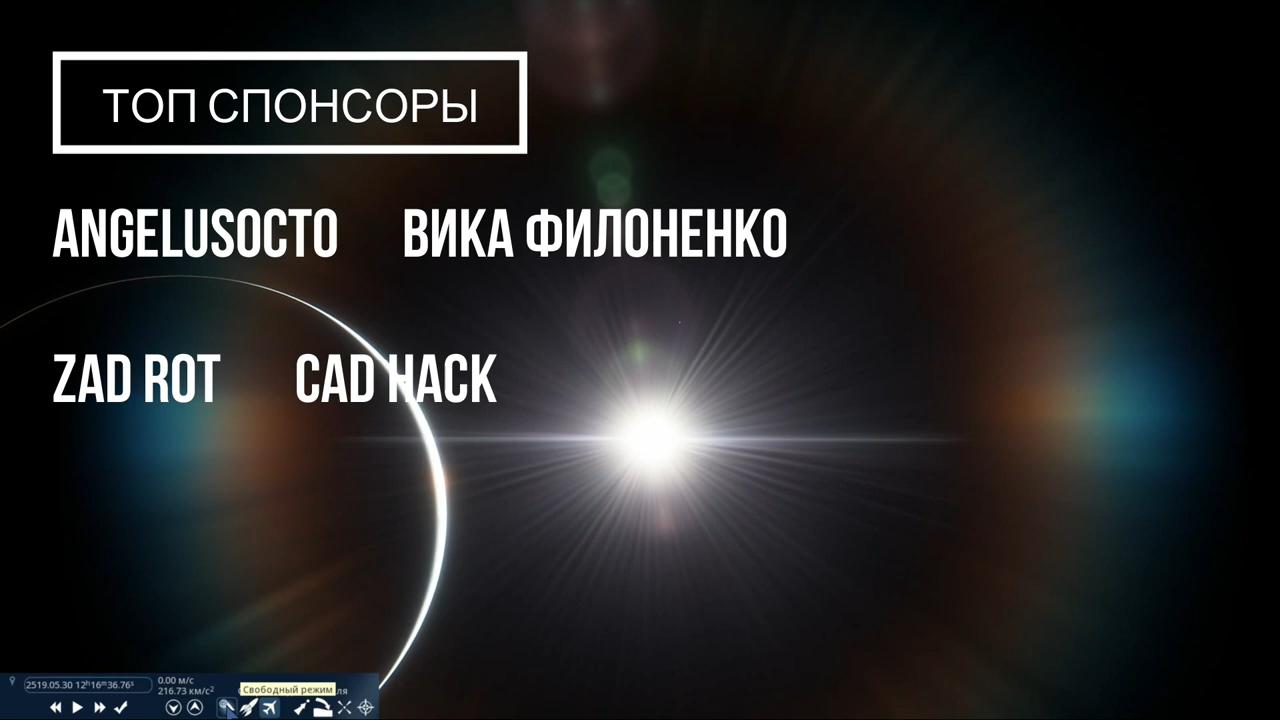 ТОП СПОНСОРЫ
ANGELUSOCTO ВИКА ФИЛОНЕНКО
ZAD ROT CAD HACK
2519.05.30 12ʰ16ᵐ36.76ˢ 0.00 м/с
216.73 км/с²
Свободный режим ля